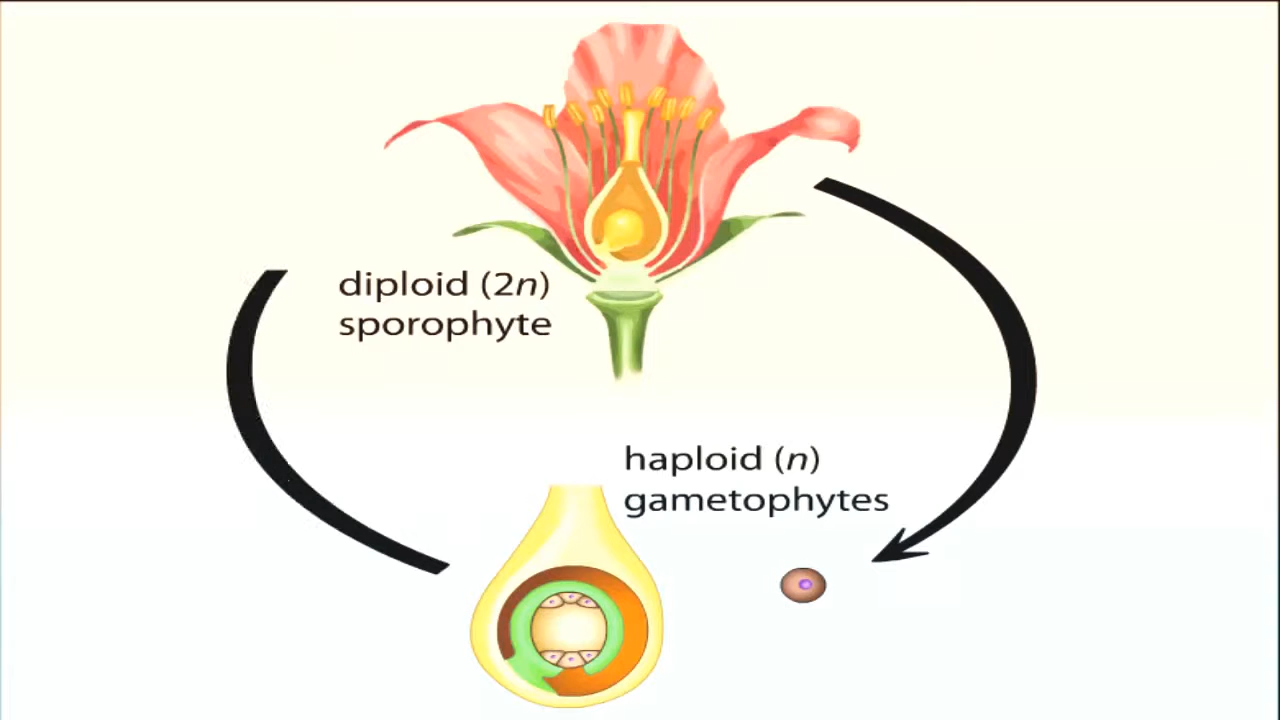 diploid (2n)
sporophyte
haploid (n)
gametophytes